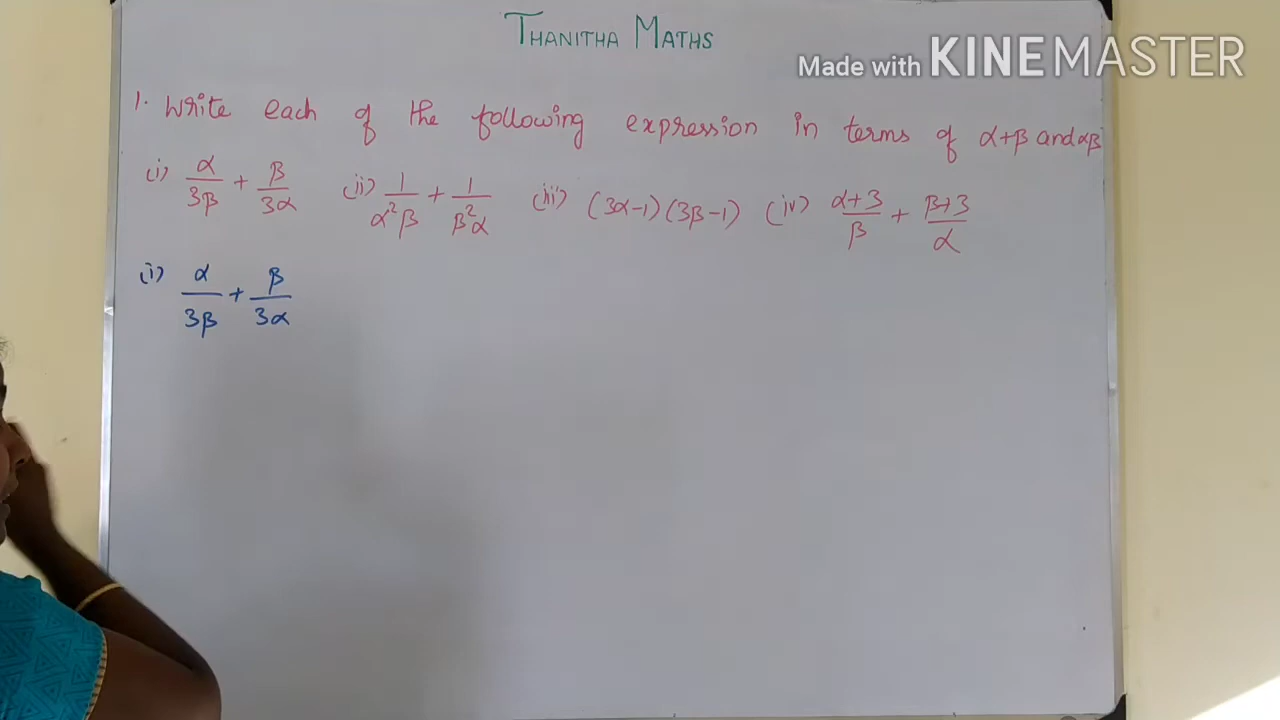 THANITHA MATHS
Made with KINEMASTER
1. Write each of the following expression in terms of α+β and αβ
(i) α/3β + β/3α (ii) 1/α²β + 1/β²α (iii) (3α-1)(3β-1) (iv) α+3/β + β+3/α
(i) α/3β + β/3α